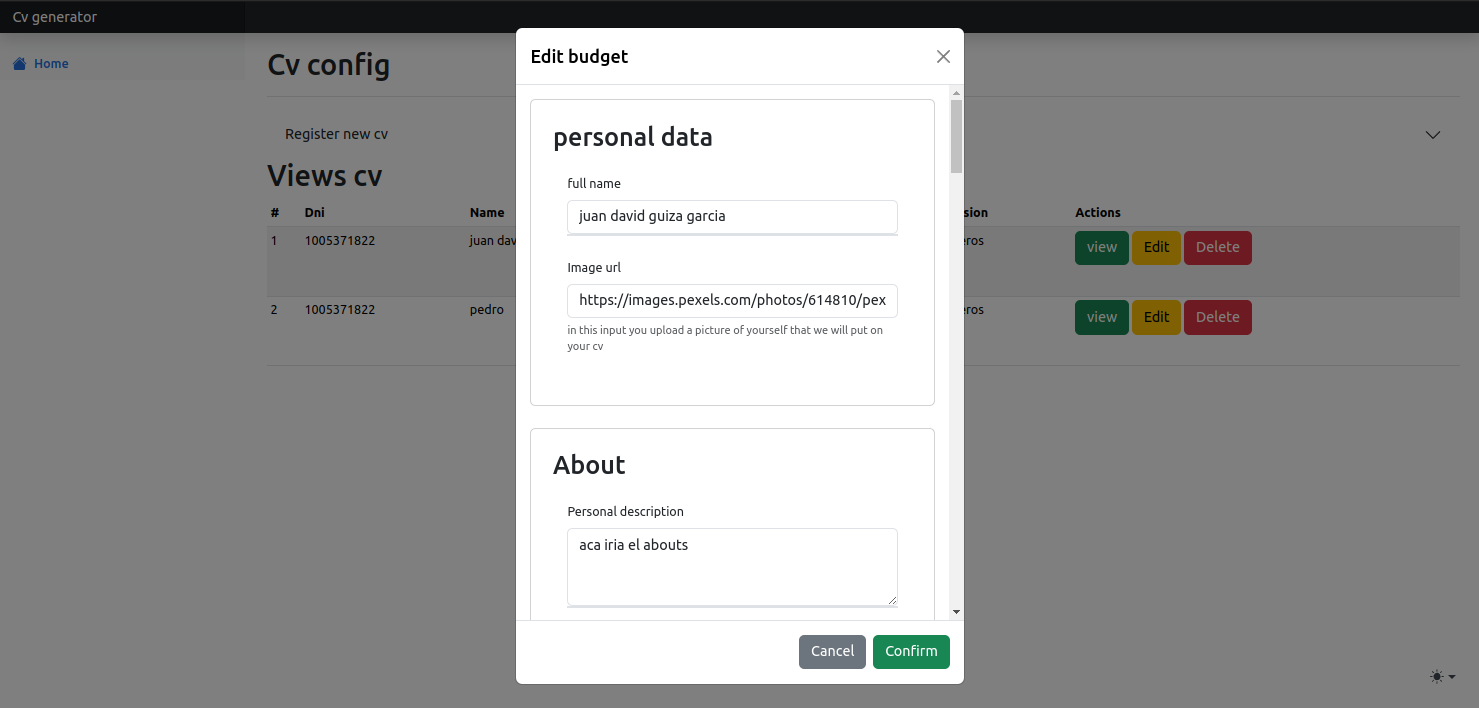 Cv generator
Home
Cv config
Register new cv
Views cv
# Dni Name sion Actions
1 1005371822 juan dav eros view Edit Delete
2 1005371822 pedro eros view Edit Delete
Edit budget
personal data
full name
juan david guiza garcia
Image url
https://images.pexels.com/photos/614810/pex
in this input you upload a picture of yourself that we will put on
your cv
About
Personal description
aca iria el abouts
Cancel Confirm